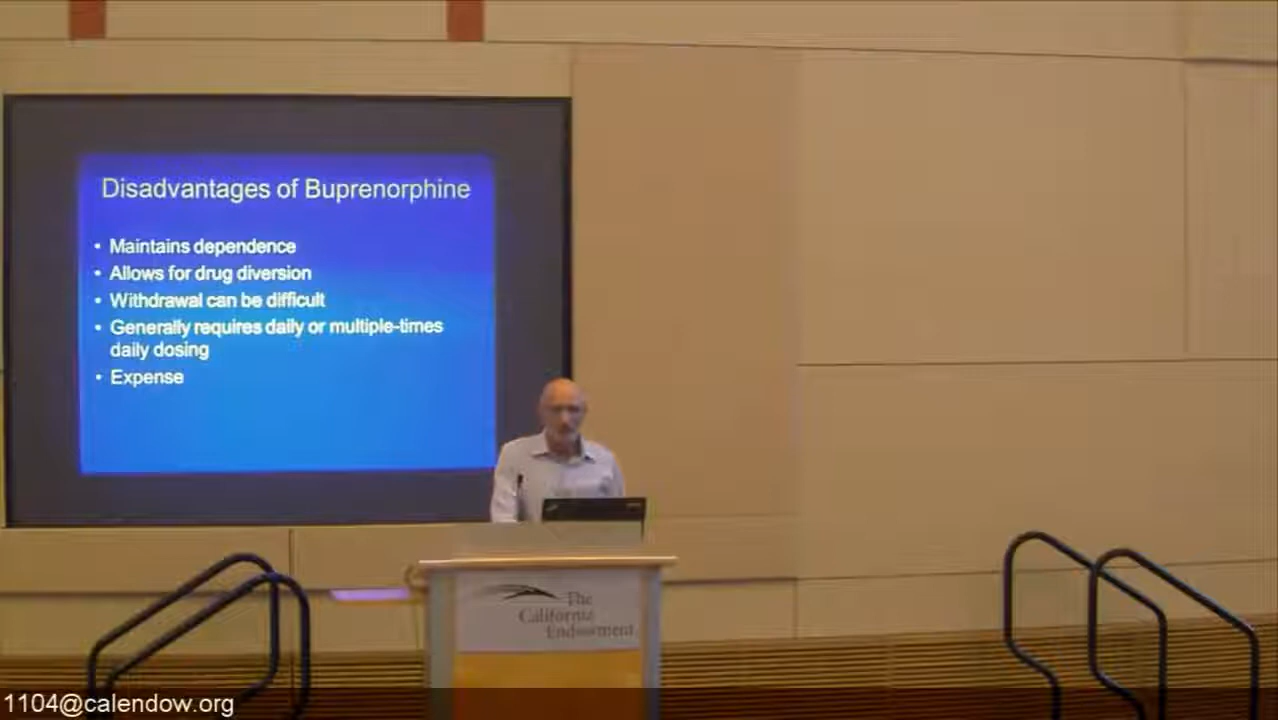 Disadvantages of Buprenorphine
• Maintains dependence
• Allows for drug diversion
• Withdrawal can be difficult
• Generally requires daily or multiple-times
daily dosing
• Expense
The
California
Endowment
1104@calendow.org